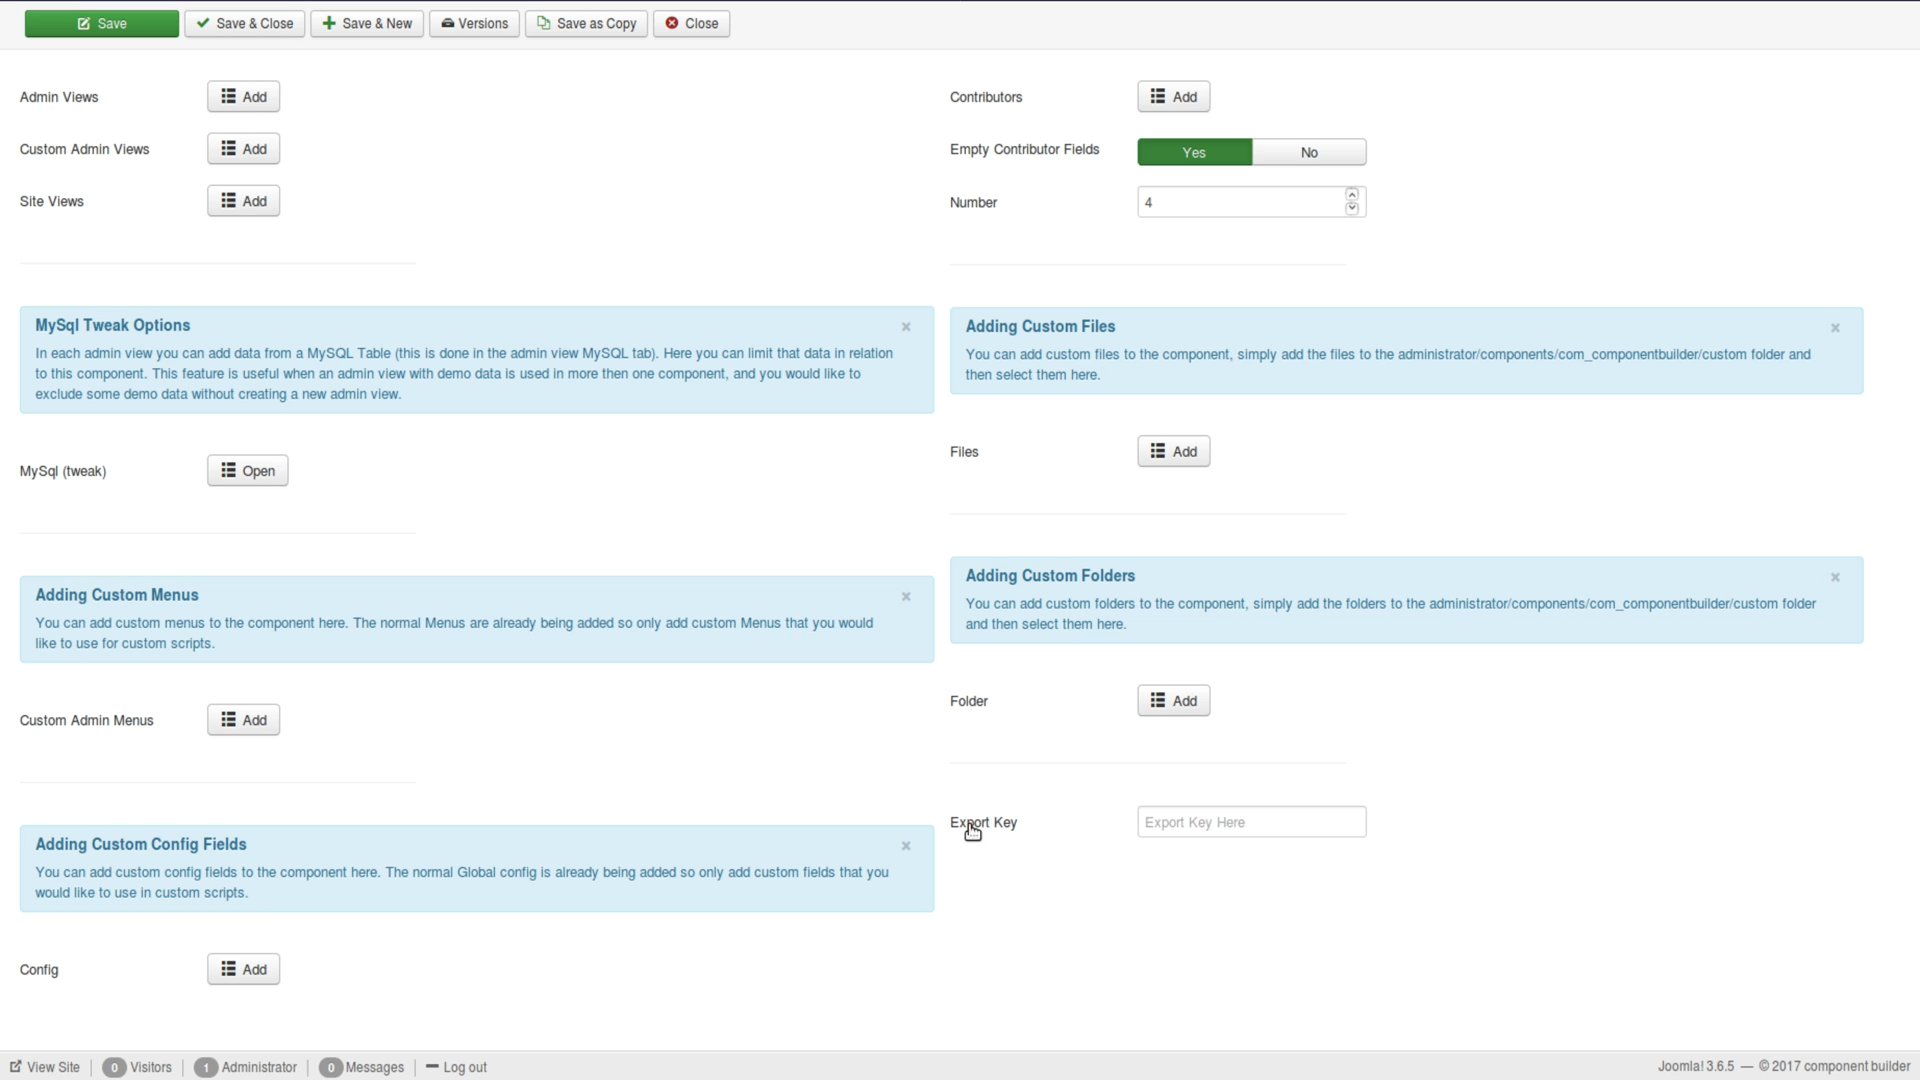 Save
Save & Close
Save & New
Versions
Save as Copy
Close
Admin Views
Add
Custom Admin Views
Add
Site Views
Add
MySql Tweak Options
×
In each admin view you can add data from a MySQL Table (this is done in the admin view MySQL tab). Here you can limit that data in relation
to this component. This feature is useful when an admin view with demo data is used in more then one component, and you would like to
exclude some demo data without creating a new admin view.
MySql (tweak)
Open
Adding Custom Menus
×
You can add custom menus to the component here. The normal Menus are already being added so only add custom Menus that you would
like to use for custom scripts.
Custom Admin Menus
Add
Adding Custom Config Fields
×
You can add custom config fields to the component here. The normal Global config is already being added so only add custom fields that you
would like to use in custom scripts.
Config
Add
Contributors
Add
Empty Contributor Fields
Yes
No
Number
4
Adding Custom Files
×
You can add custom files to the component, simply add the files to the administrator/components/com_componentbuilder/custom folder and
then select them here.
Files
Add
Adding Custom Folders
×
You can add custom folders to the component, simply add the folders to the administrator/components/com_componentbuilder/custom folder
and then select them here.
Folder
Add
Export Key
Export Key Here
View Site
0 Visitors
1 Administrator
0 Messages
Log out
Joomla! 3.6.5 — © 2017 component builder